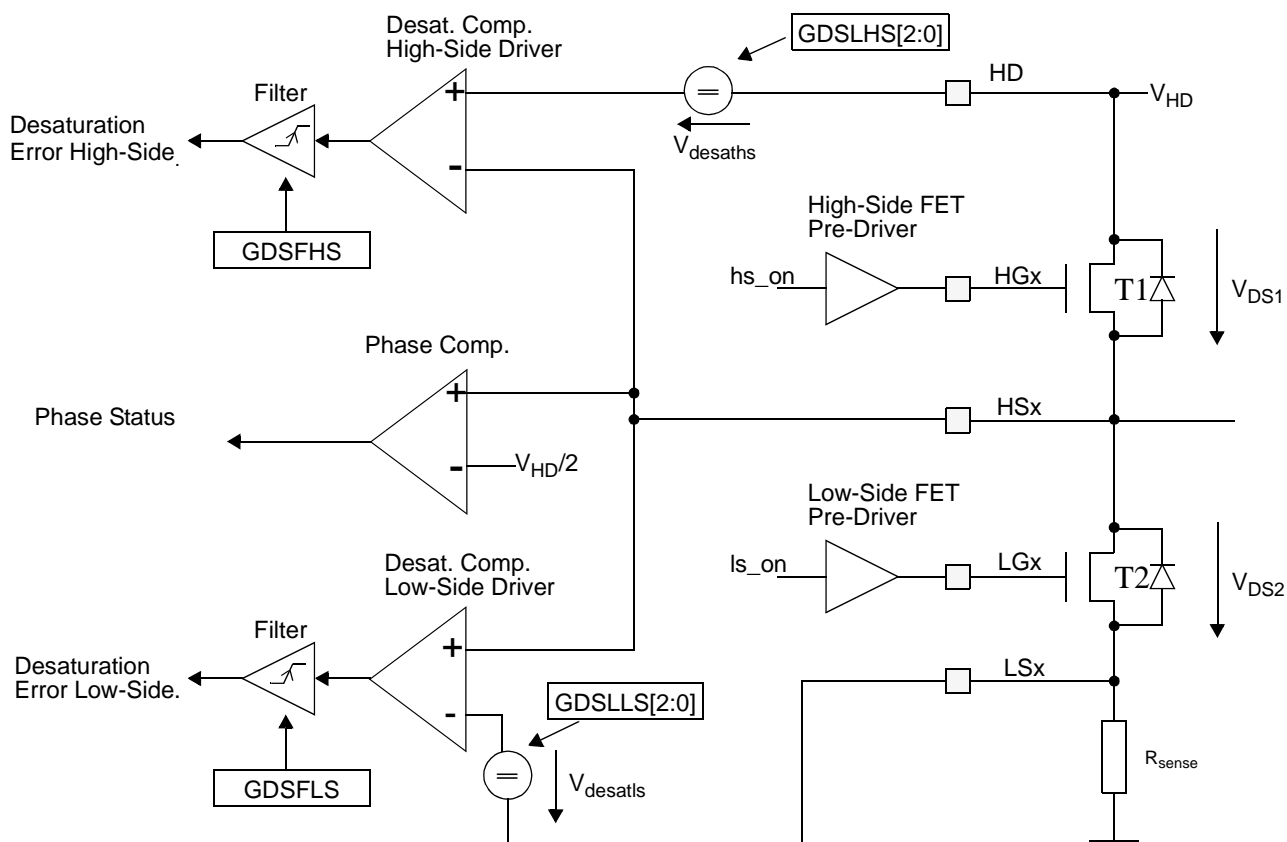 Desat. Comp.
High-Side Driver
GDSLHS[2:0]
HD
V_HD
Filter
+
=
Desaturation
Error High-Side.
V_desaths
-
GDSFHS
High-Side FET
Pre-Driver
hs_on
HGx
T1
V_DS1
Phase Comp.
+
Phase Status
HSx
-
V_HD/2
Low-Side FET
Pre-Driver
ls_on
LGx
T2
V_DS2
Desat. Comp.
Low-Side Driver
Filter
+
Desaturation
Error Low-Side.
LSx
-
GDSLLS[2:0]
=
V_desatls
GDSFLS
R_sense